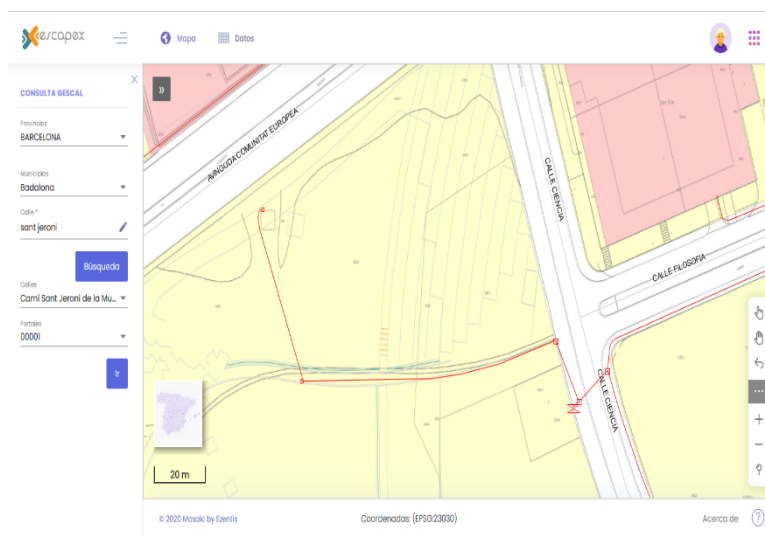 escapex
Mapa
Datos
X
CONSULTA GESCAL
Provincias
BARCELONA
Municipios
Badalona
Calle *
sant jeroni
Búsqueda
Calles
Camí Sant Jeroni de la Mu...
Portales
00001
Ir
»
AVINGUDA COMUNITAT EUROPEA
CALLE CIENCIA
CALLE FILOSOFIA
CALLE CIENCIA
20 m
© 2020 Mosaic by Ezentis
Coordenadas: (EPSG:23030)
Acerca de
?